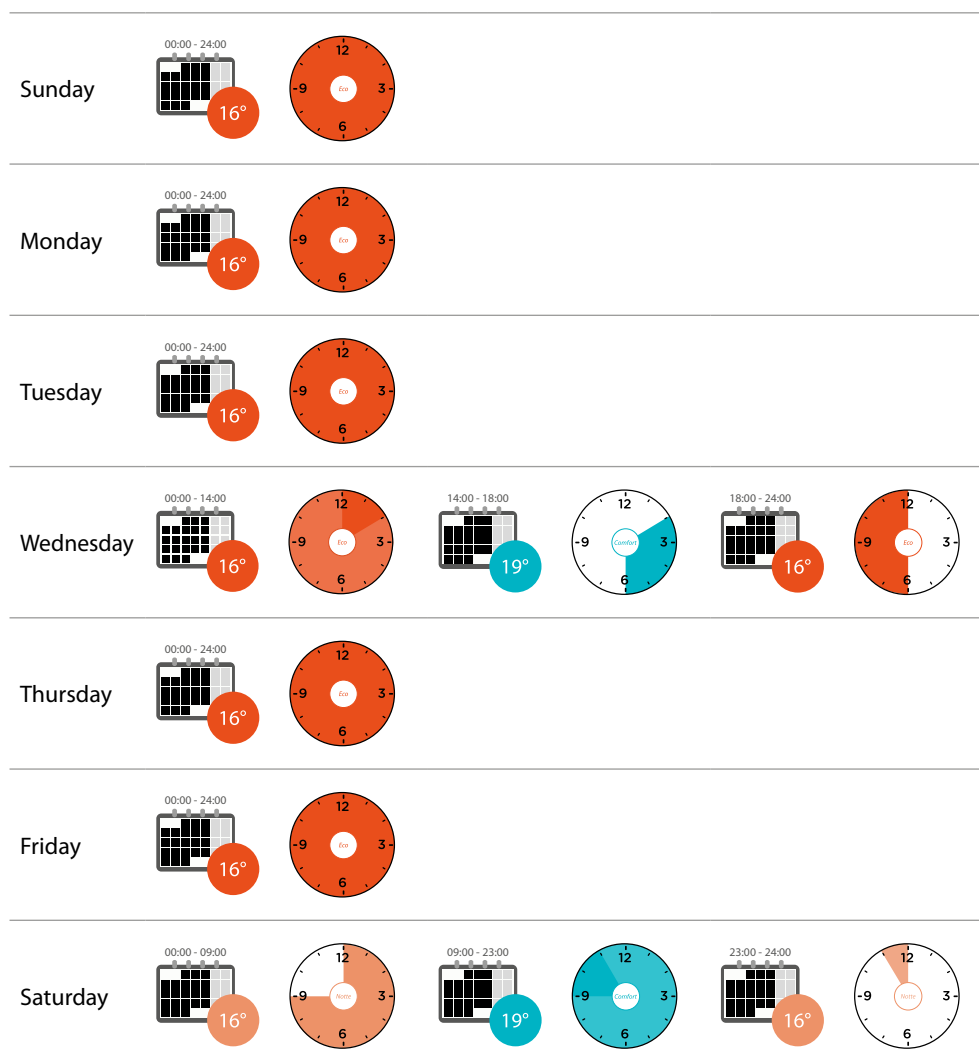 00:00 - 24:00
Sunday
16°
12
-9
Eco
3-
6
00:00 - 24:00
Monday
16°
12
-9
Eco
3-
6
00:00 - 24:00
Tuesday
16°
12
-9
Eco
3-
6
Wednesday
00:00 - 14:00
16°
12
-9
Eco
3-
6
14:00 - 18:00
19°
12
-9
Comfort
3-
6
18:00 - 24:00
16°
12
-9
Eco
3-
6
00:00 - 24:00
Thursday
16°
12
-9
Eco
3-
6
00:00 - 24:00
Friday
16°
12
-9
Eco
3-
6
Saturday
00:00 - 09:00
16°
12
-9
Notte
3-
6
09:00 - 23:00
19°
12
-9
Comfort
3-
6
23:00 - 24:00
16°
12
-9
Notte
3-
6